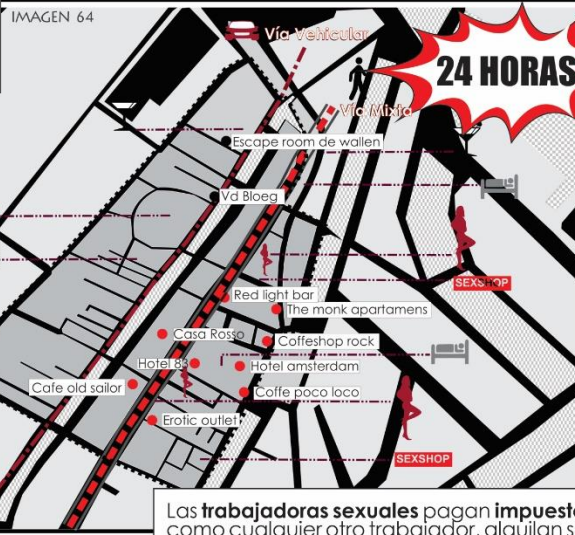 IMAGEN 64
Vía Vehicular
24 HORAS
Vía Mixta
Escape room de wallen
Vd Bloeg
SEXSHOP
Red light bar
The monk apartamens
Casa Rosso
Coffeshop rock
Hotel 83
Hotel amsterdam
Cafe old sailor
Coffe poco loco
Erotic outlet
SEXSHOP
Las trabajadoras sexuales pagan
como cualquier otro trabajador, alquilan